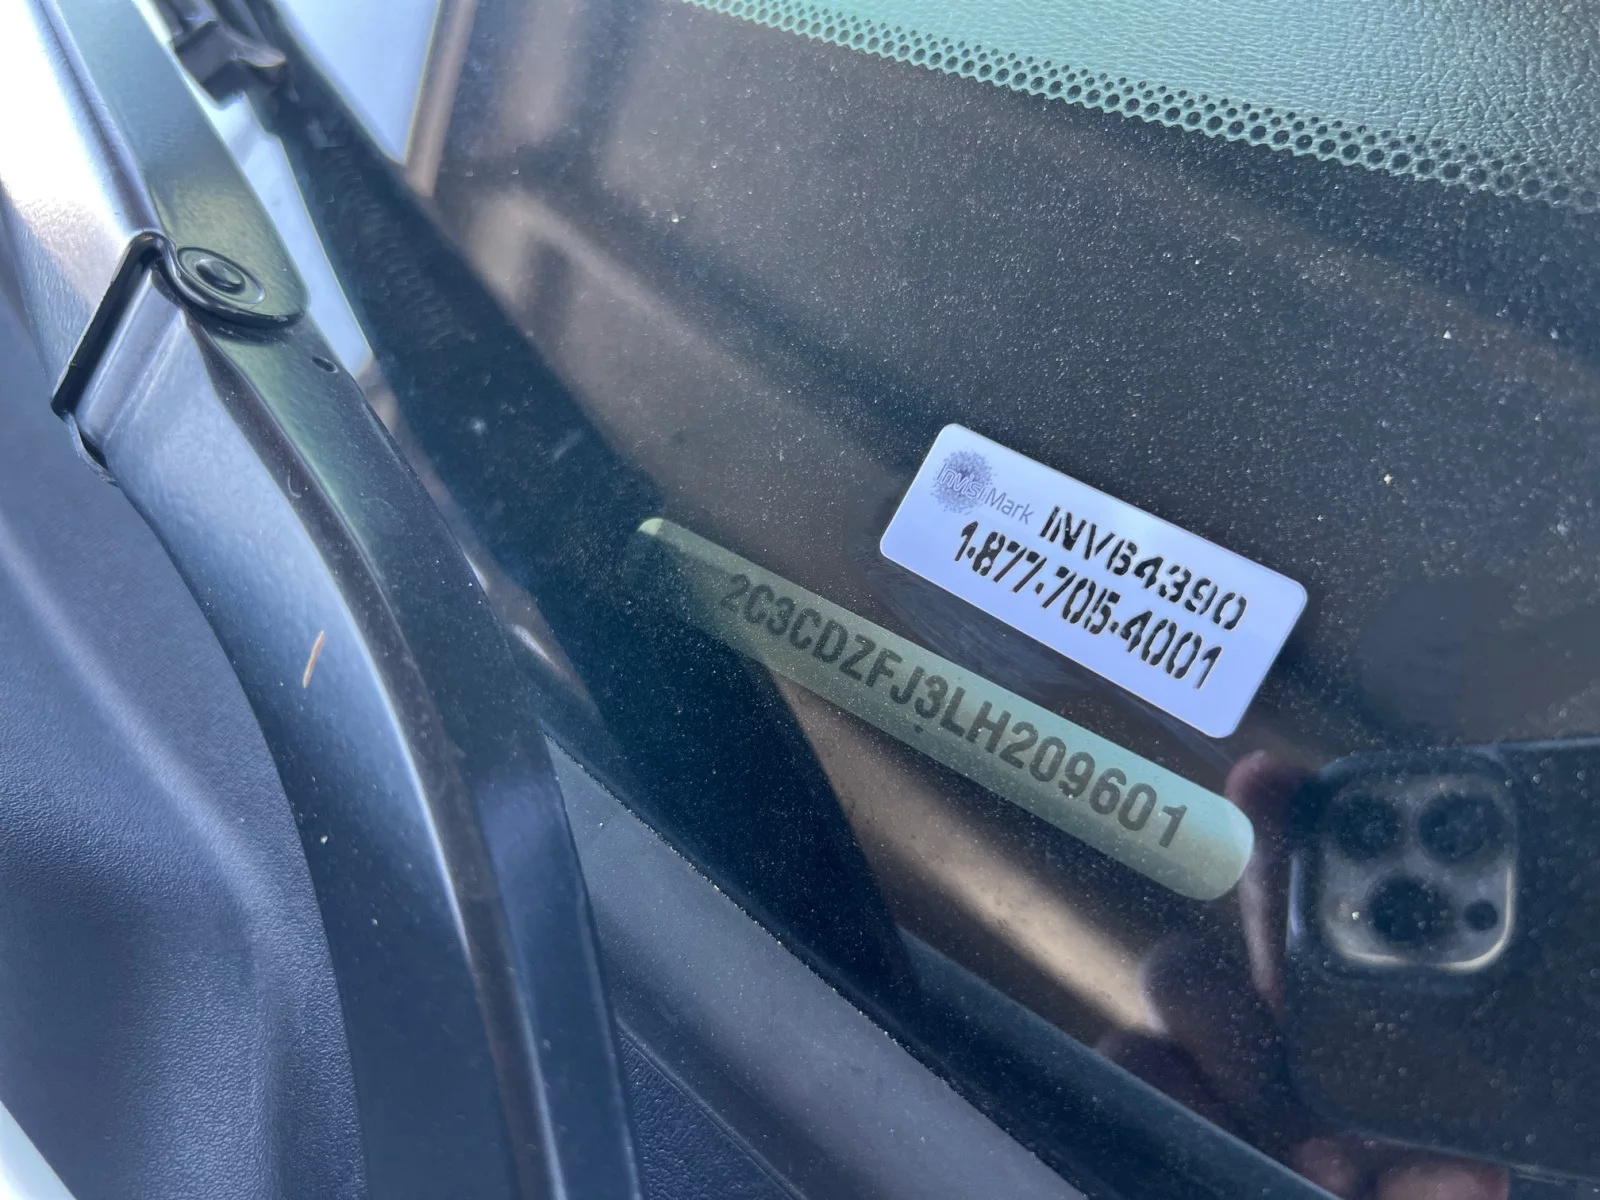 InvisiMark INV64390
1-877-705-4001
2C3CDZFJ3LH209601